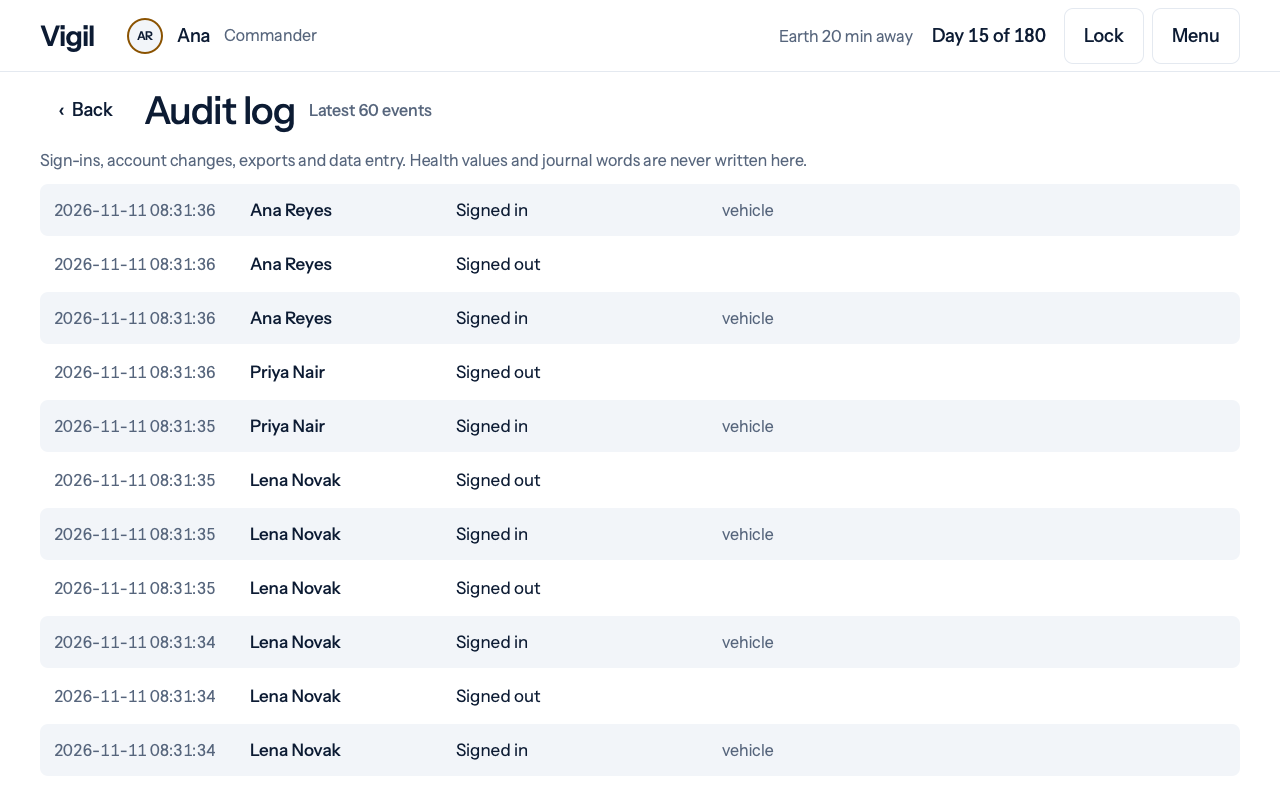 Vigil AR Ana Commander Earth 20 min away Day 15 of 180 Lock Menu
‹ Back Audit log Latest 60 events
Sign-ins, account changes, exports and data entry. Health values and journal words are never written here.
2026-11-11 08:31:36 Ana Reyes Signed in vehicle
2026-11-11 08:31:36 Ana Reyes Signed out
2026-11-11 08:31:36 Ana Reyes Signed in vehicle
2026-11-11 08:31:36 Priya Nair Signed out
2026-11-11 08:31:35 Priya Nair Signed in vehicle
2026-11-11 08:31:35 Lena Novak Signed out
2026-11-11 08:31:35 Lena Novak Signed in vehicle
2026-11-11 08:31:35 Lena Novak Signed out
2026-11-11 08:31:34 Lena Novak Signed in vehicle
2026-11-11 08:31:34 Lena Novak Signed out
2026-11-11 08:31:34 Lena Novak Signed in vehicle